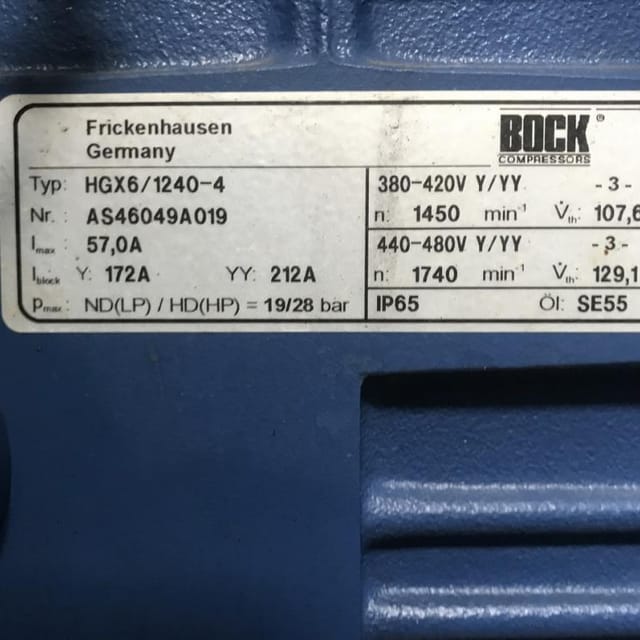 Frickenhausen
Germany
BOCK®
COMPRESSORS
Typ: HGX6/1240-4
Nr.: AS46049A019
Imax: 57,0A
Iblock Y: 172A YY: 212A
Pmax: ND(LP) / HD(HP) = 19/28 bar
380-420V Y/YY -3-
n: 1450 min⁻¹ V̇th: 107,6
440-480V Y/YY -3-
n: 1740 min⁻¹ V̇th: 129,1
IP65 Öl: SE55